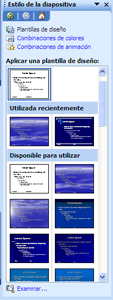 Estilo de la diapositiva
Plantillas de diseño
Combinaciones de colores
Combinaciones de animación
Aplicar una plantilla de diseño:
Utilizada recientemente
Disponible para utilizar
Examinar...